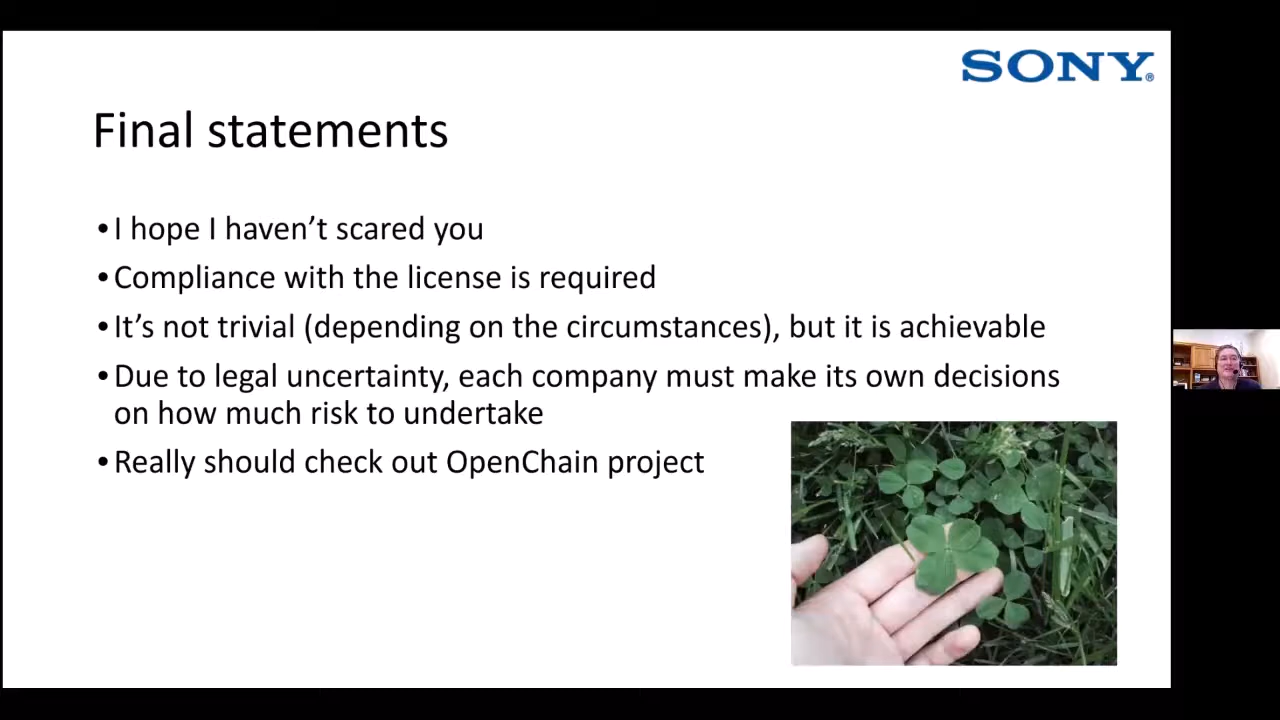 SONY®
Final statements
•I hope I haven't scared you
•Compliance with the license is required
•It's not trivial (depending on the circumstances), but it is achievable
•Due to legal uncertainty, each company must make its own decisions
on how much risk to undertake
•Really should check out OpenChain project